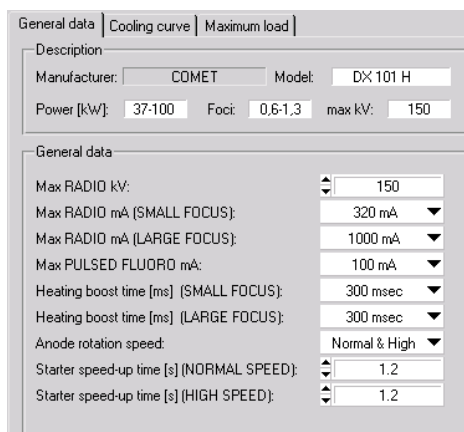 General data Cooling curve Maximum load
Description
Manufacturer: COMET Model: DX 101 H
Power [kW]: 37-100 Foci: 0,6-1,3 max kV: 150
General data
Max RADIO kV: 150
Max RADIO mA (SMALL FOCUS): 320 mA
Max RADIO mA (LARGE FOCUS): 1000 mA
Max PULSED FLUORO mA: 100 mA
Heating boost time [ms] (SMALL FOCUS): 300 msec
Heating boost time [ms] (LARGE FOCUS): 300 msec
Anode rotation speed: Normal & High
Starter speed-up time [s] (NORMAL SPEED): 1.2
Starter speed-up time [s] (HIGH SPEED): 1.2